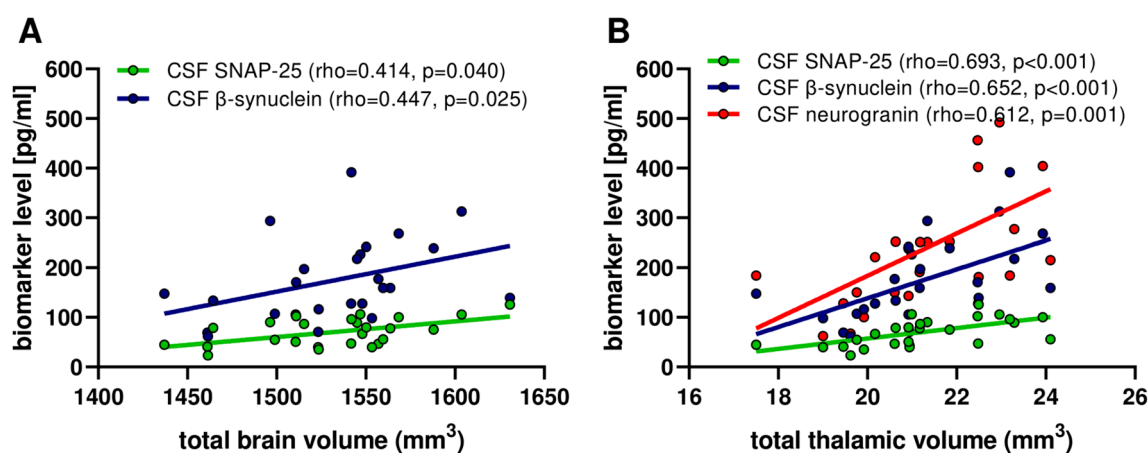 A
CSF SNAP-25 (rho=0.414, p=0.040)
CSF β-synuclein (rho=0.447, p=0.025)
biomarker level [pg/ml]
600
500
400
300
200
100
0
1400 1450 1500 1550 1600 1650
total brain volume (mm³)
B
CSF SNAP-25 (rho=0.693, p<0.001)
CSF β-synuclein (rho=0.652, p<0.001)
CSF neurogranin (rho=0.612, p=0.001)
biomarker level [pg/ml]
600
500
400
300
200
100
0
16 18 20 22 24 26
total thalamic volume (mm³)